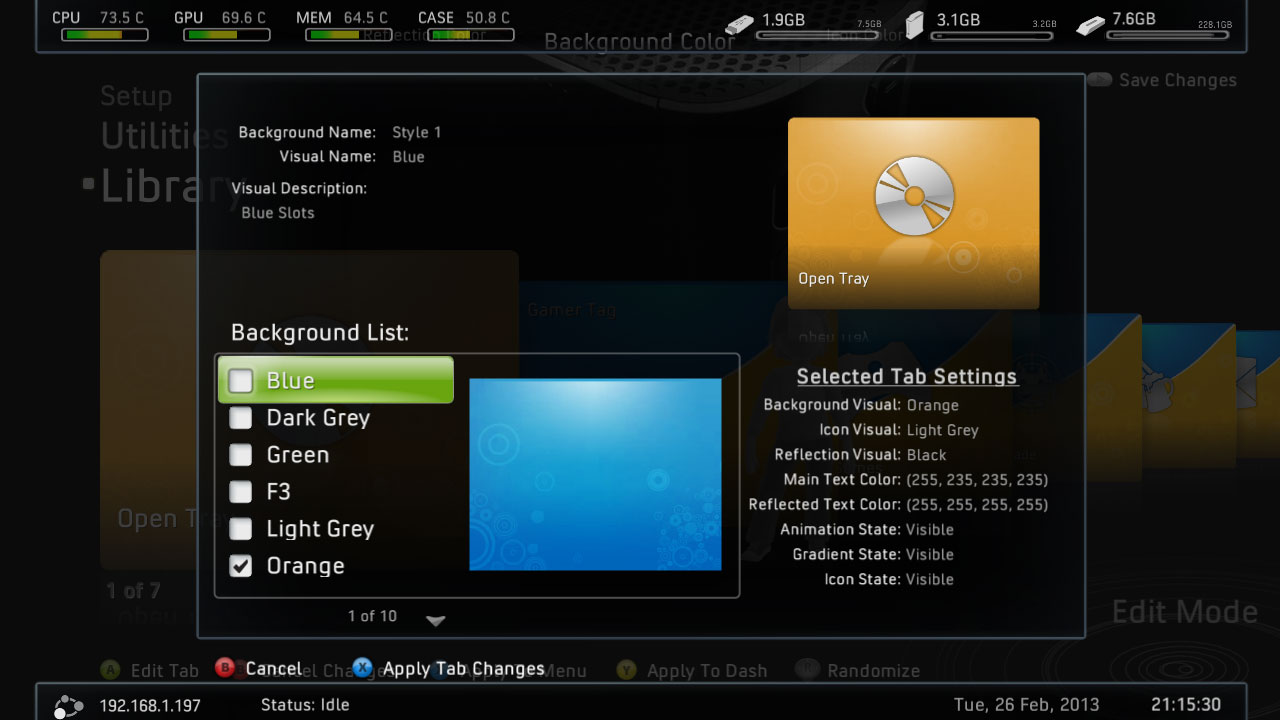 CPU 73.5 C GPU 69.6 C MEM 64.5 C CASE 50.8 C 1.9GB 7.5GB 3.1GB 3.2GB 7.6GB 228.1GB
Reflection Color Background Color Icon Color
Save Changes
Setup
Utilities
Library
Background Name: Style 1
Visual Name: Blue
Visual Description:
Blue Slots
Open Tray
Gamer Tag
Background List:
Blue
Dark Grey
Green
F3
Light Grey
Orange
1 of 10
Selected Tab Settings
Background Visual: Orange
Icon Visual: Light Grey
Reflection Visual: Black
Main Text Color: (255, 235, 235, 235)
Reflected Text Color: (255, 255, 255, 255)
Animation State: Visible
Gradient State: Visible
Icon State: Visible
Open Tray
1 of 7
Edit Mode
A Edit Tab B Cancel X Apply Tab Changes Menu Y Apply To Dash Randomize
192.168.1.197 Status: Idle Tue, 26 Feb, 2013 21:15:30